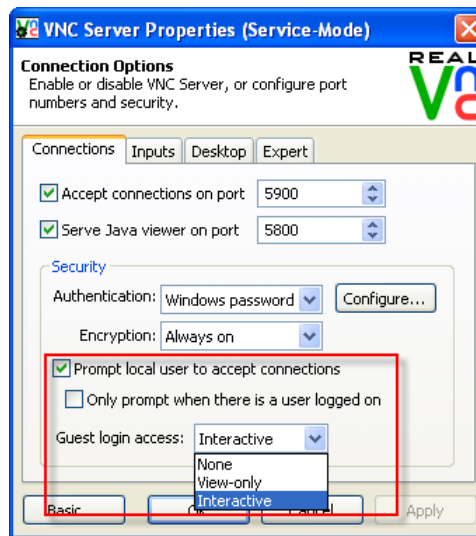 VNC Server Properties (Service-Mode)
Connection Options
Enable or disable VNC Server, or configure port
numbers and security.
REAL
Connections Inputs Desktop Expert
Accept connections on port 5900
Serve Java viewer on port 5800
Security
Authentication: Windows password Configure...
Encryption: Always on
Prompt local user to accept connections
Only prompt when there is a user logged on
Guest login access: Interactive
None
View-only
Interactive
Basic OK Cancel Apply